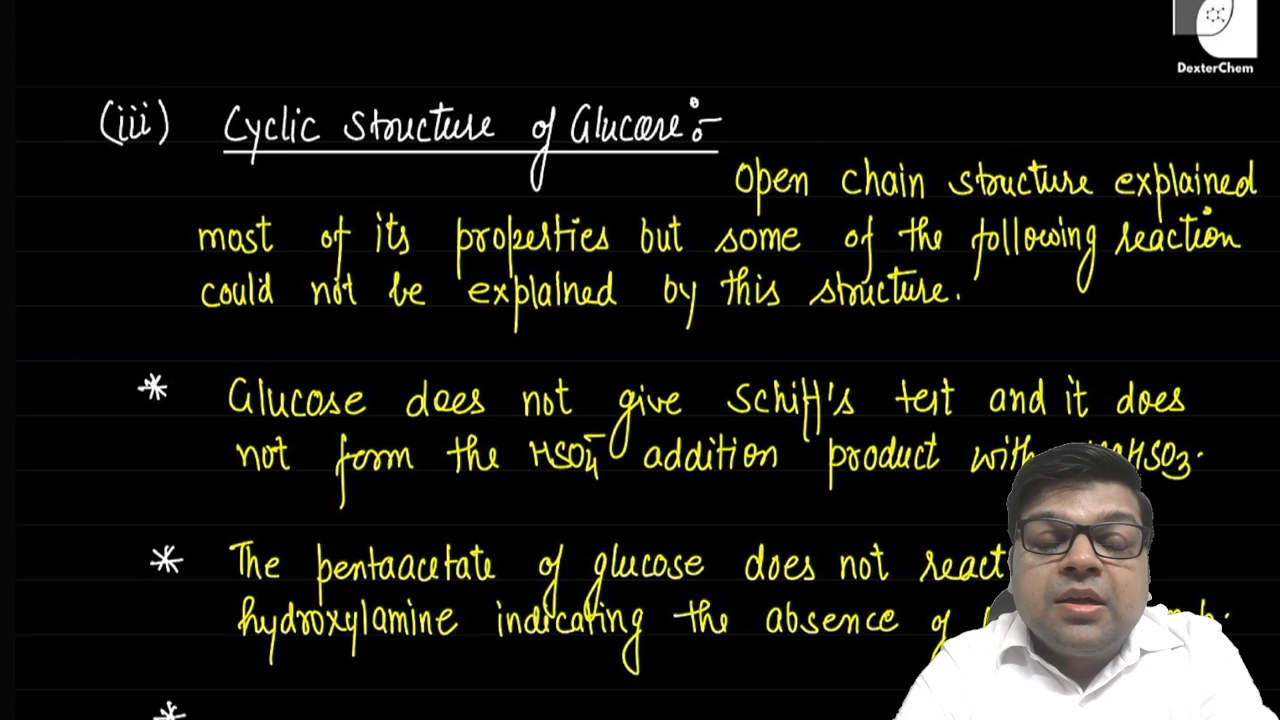 DexterChem
(iii) Cyclic structure of Glucose:-
Open chain structure explained
most of its properties but some of the following reaction
could not be explained by this structure.
* Glucose does not give Schiff's test and it does
not form the HSO4⁻ addition product with HSO3.
* The pentaacetate of glucose does not react
hydroxylamine indicating the absence of
*